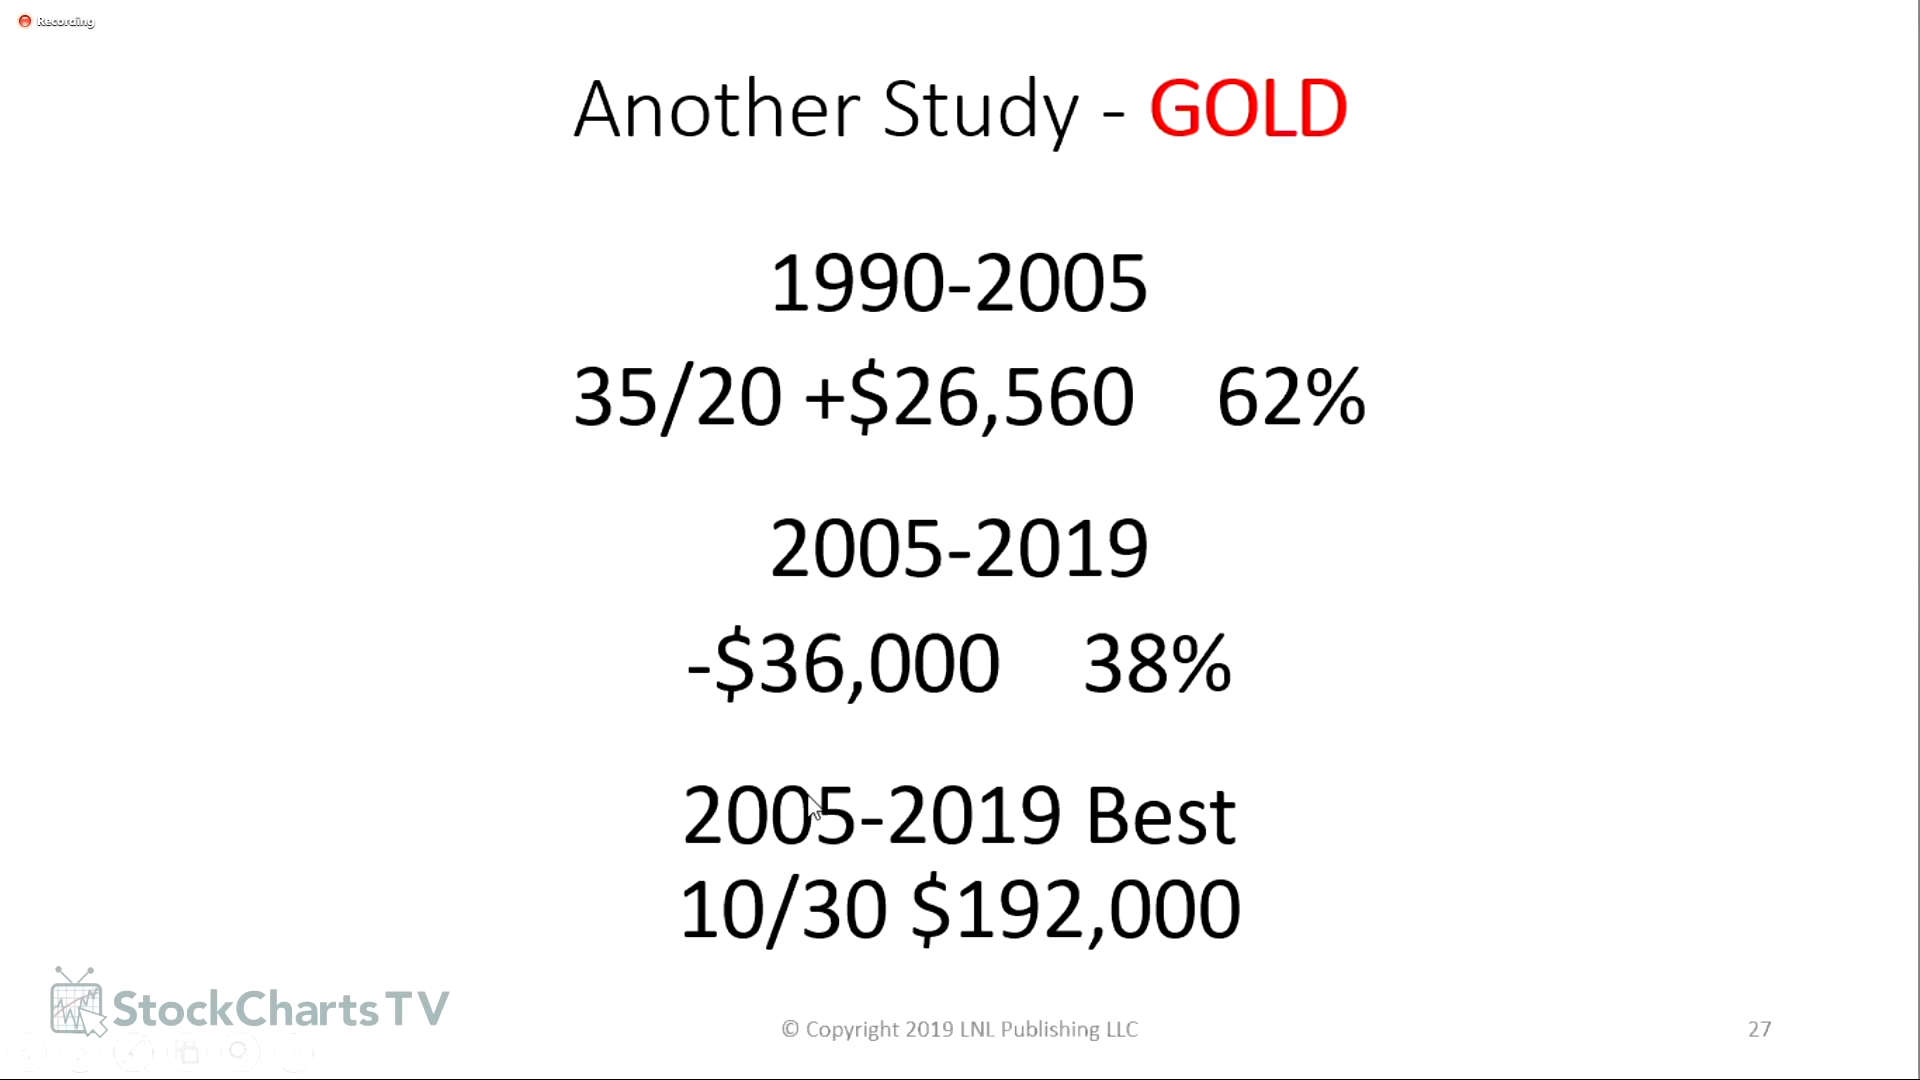 Recording
Another Study - GOLD
1990-2005
35/20 +$26,560 62%
2005-2019
-$36,000 38%
2005-2019 Best
10/30 $192,000
StockCharts TV
© Copyright 2019 LNL Publishing LLC
27